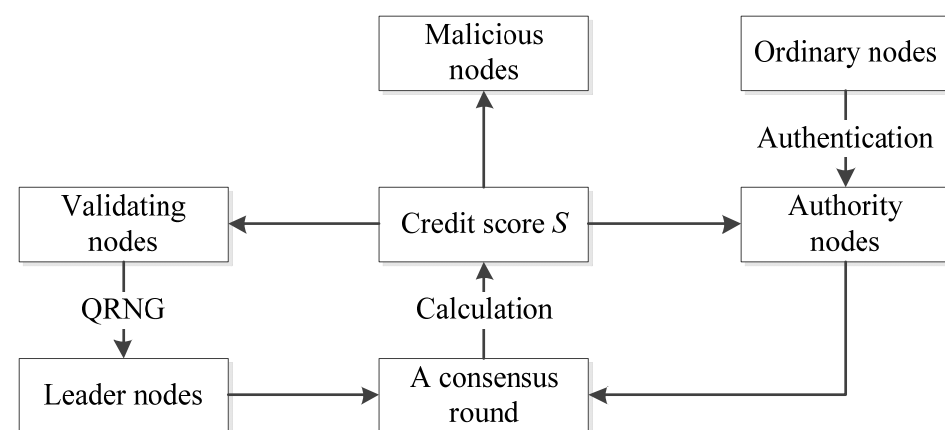 Malicious
nodes
Ordinary nodes
Authentication
Validating
nodes
Credit score S
Authority
nodes
QRNG
Calculation
Leader nodes
A consensus
round